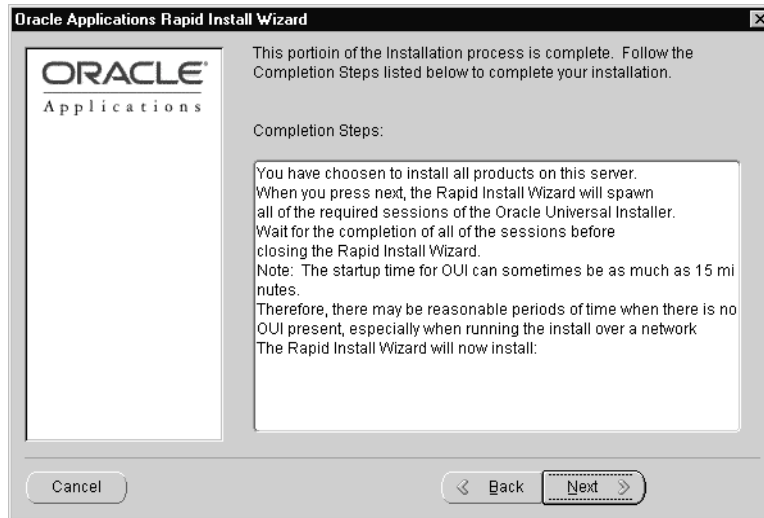 Oracle Applications Rapid Install Wizard
ORACLE®
Applications
This portioin of the Installation process is complete. Follow the
Completion Steps listed below to complete your installation.
Completion Steps:
You have choosen to install all products on this server.
When you press next, the Rapid Install Wizard will spawn
all of the required sessions of the Oracle Universal Installer.
Wait for the completion of all of the sessions before
closing the Rapid Install Wizard.
Note: The startup time for OUI can sometimes be as much as 15 mi
nutes.
Therefore, there may be reasonable periods of time when there is no
OUI present, especially when running the install over a network
The Rapid Install Wizard will now install:
Cancel
Back
Next